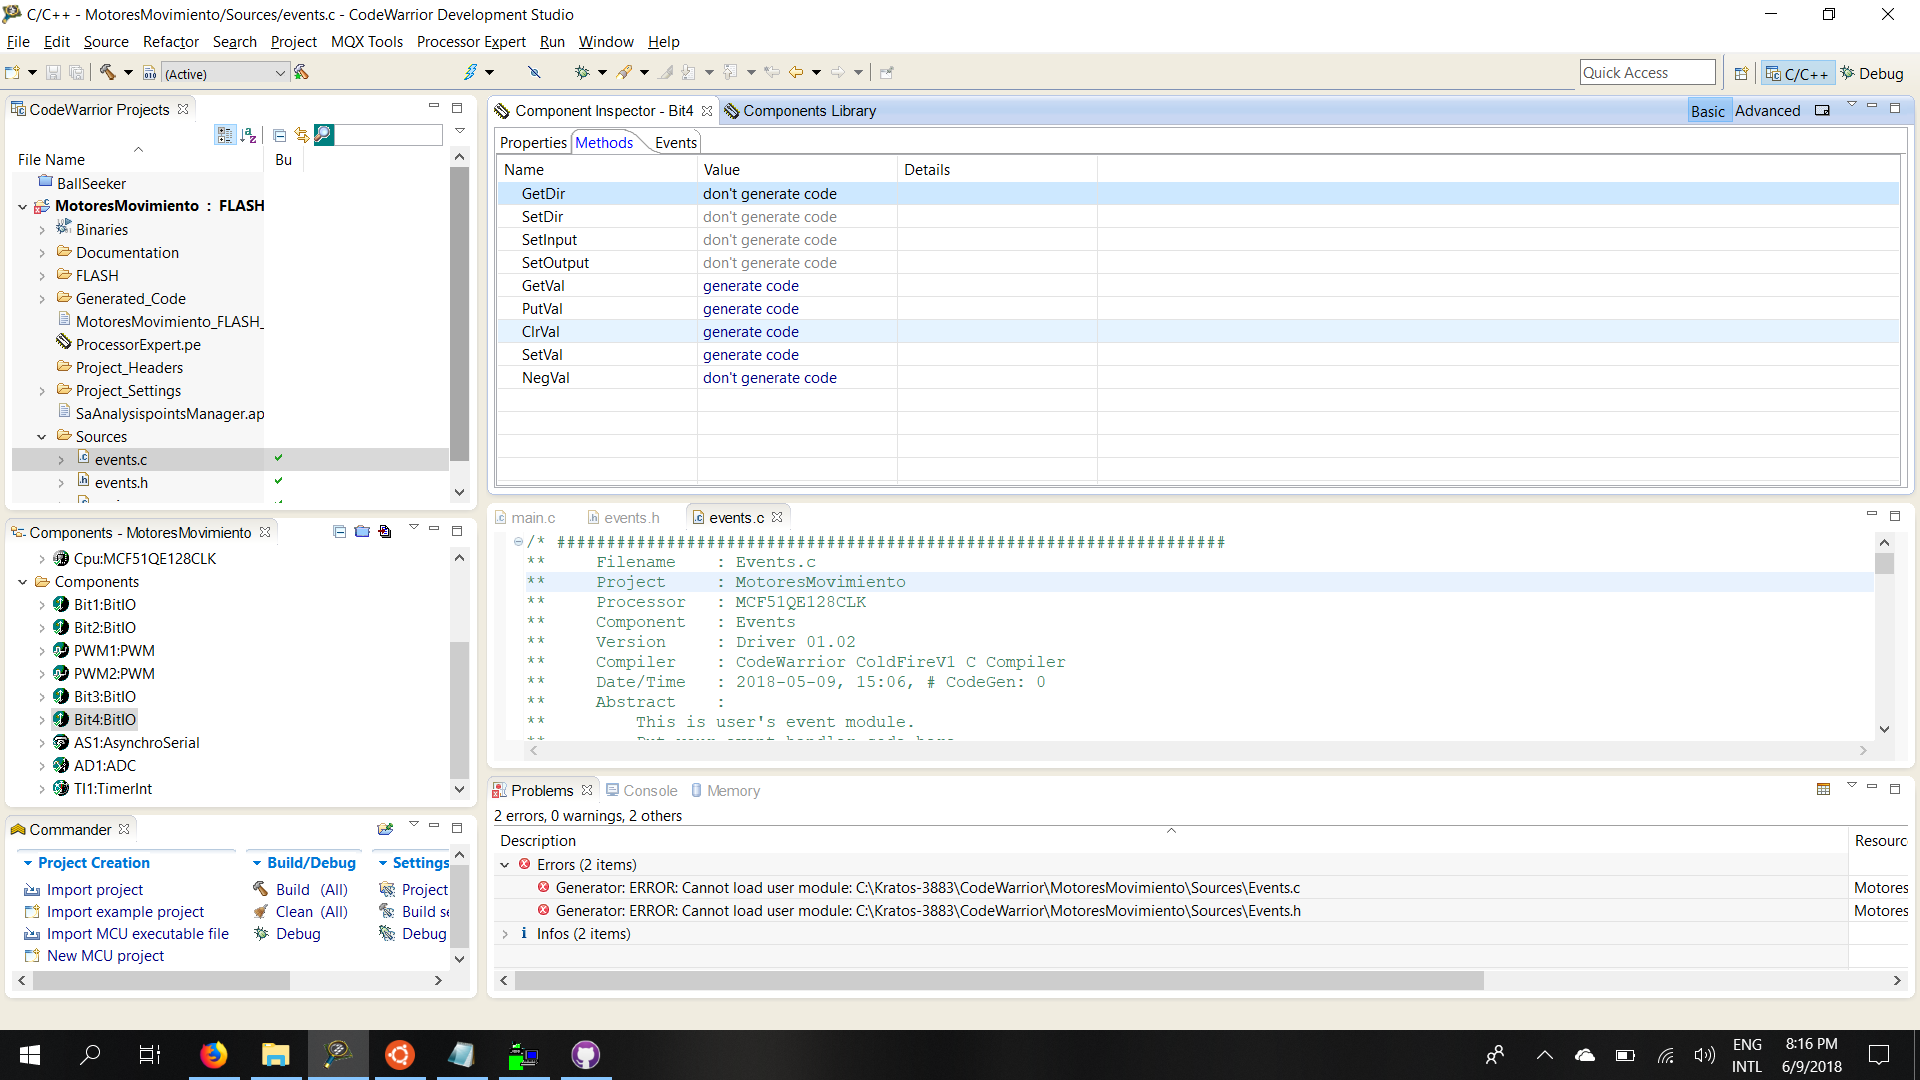 C/C++ - MotoresMovimiento/Sources/events.c - CodeWarrior Development Studio
File Edit Source Refactor Search Project MQX Tools Processor Expert Run Window Help
(Active)
Quick Access
C/C++
Debug
CodeWarrior Projects
File Name
Bu
BallSeeker
MotoresMovimiento : FLASH
Binaries
Documentation
FLASH
Generated_Code
MotoresMovimiento_FLASH_
ProcessorExpert.pe
Project_Headers
Project_Settings
SaAnalysispointsManager.ap
Sources
events.c
events.h
Components - MotoresMovimiento
Cpu:MCF51QE128CLK
Components
Bit1:BitIO
Bit2:BitIO
PWM1:PWM
PWM2:PWM
Bit3:BitIO
Bit4:BitIO
AS1:AsynchroSerial
AD1:ADC
TI1:TimerInt
Commander
Project Creation
Import project
Import example project
Import MCU executable file
New MCU project
Build/Debug
Build (All)
Clean (All)
Debug
Settings
Project
Build se
Debug
Component Inspector - Bit4
Components Library
Basic Advanced
Properties Methods Events
Name Value Details
GetDir don't generate code
SetDir don't generate code
SetInput don't generate code
SetOutput don't generate code
GetVal generate code
PutVal generate code
ClrVal generate code
SetVal generate code
NegVal don't generate code
main.c events.h events.c
/* ###################################################################
** Filename : Events.c
** Project : MotoresMovimiento
** Processor : MCF51QE128CLK
** Component : Events
** Version : Driver 01.02
** Compiler : CodeWarrior ColdFireV1 C Compiler
** Date/Time : 2018-05-09, 15:06, # CodeGen: 0
** Abstract :
** This is user's event module.
** Put your event handler code here.
Problems Console Memory
2 errors, 0 warnings, 2 others
Description Resourc
Errors (2 items)
Generator: ERROR: Cannot load user module: C:\Kratos-3883\CodeWarrior\MotoresMovimiento\Sources\Events.c Motores
Generator: ERROR: Cannot load user module: C:\Kratos-3883\CodeWarrior\MotoresMovimiento\Sources\Events.h Motores
Infos (2 items)
ENG
INTL
8:16 PM
6/9/2018